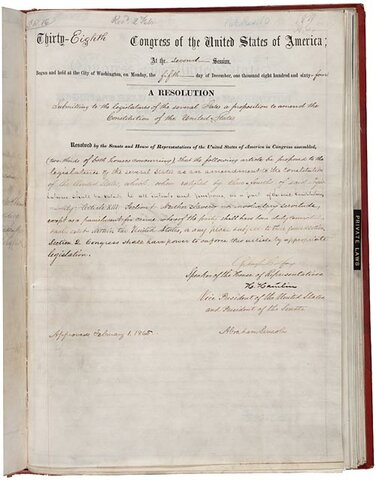 Thirty-Eighth Congress of the United States of America;
At the second Session,
Begun and held at the City of Washington, on Monday, the fifth day of December, one thousand eight hundred and sixty-four
A RESOLUTION
Submitting to the legislatures of the several States a proposition to amend the
Constitution of the United States
Resolved by the Senate and House of Representatives of the United States of America in Congress assembled,
(two thirds of both houses concurring) that the following article be proposed to the
legislatures of the several states as an amendment to the constitution
of the United States, which, when ratified by three fourths of said
shall be valid, to all intents and purposes, as a part of the said
Article XIII. Section 1. Neither slavery nor involuntary servitude,
except as a punishment for crime whereof the party shall have been duly convicted,
shall exist within the United States, or any place subject to their jurisdiction.
Section 2. Congress shall have power to enforce this article by appropriate
legislation.
Speaker of the House of Representatives
H. Hamlin
Vice President of the United States
and President of the Senate
Approved February 1, 1865
Abraham Lincoln
PRIVATE LAWS